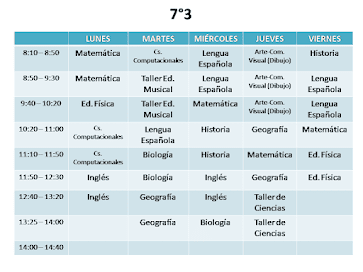 7°3
LUNES MARTES MIÉRCOLES JUEVES VIERNES
8:10 – 8:50 Matemática Cs. Computacionales Lengua Española Arte-Com. Visual (Dibujo) Historia
8:50 – 9:30 Matemática Taller Ed. Musical Lengua Española Arte-Com. Visual (Dibujo) Lengua Española
9:40 – 10:20 Ed. Física Taller Ed. Musical Matemática Arte-Com. Visual (Dibujo) Lengua Española
10:20 – 11:00 Cs. Computacionales Lengua Española Historia Geografía Matemática
11:10 – 11:50 Cs. Computacionales Biología Historia Matemática Ed. Física
11:50 – 12:30 Inglés Biología Inglés Geografía Ed. Física
12:40 – 13:20 Inglés Geografía Inglés Taller de Ciencias
13:25 – 14:00 Geografía Biología Taller de Ciencias
14:00 – 14:40